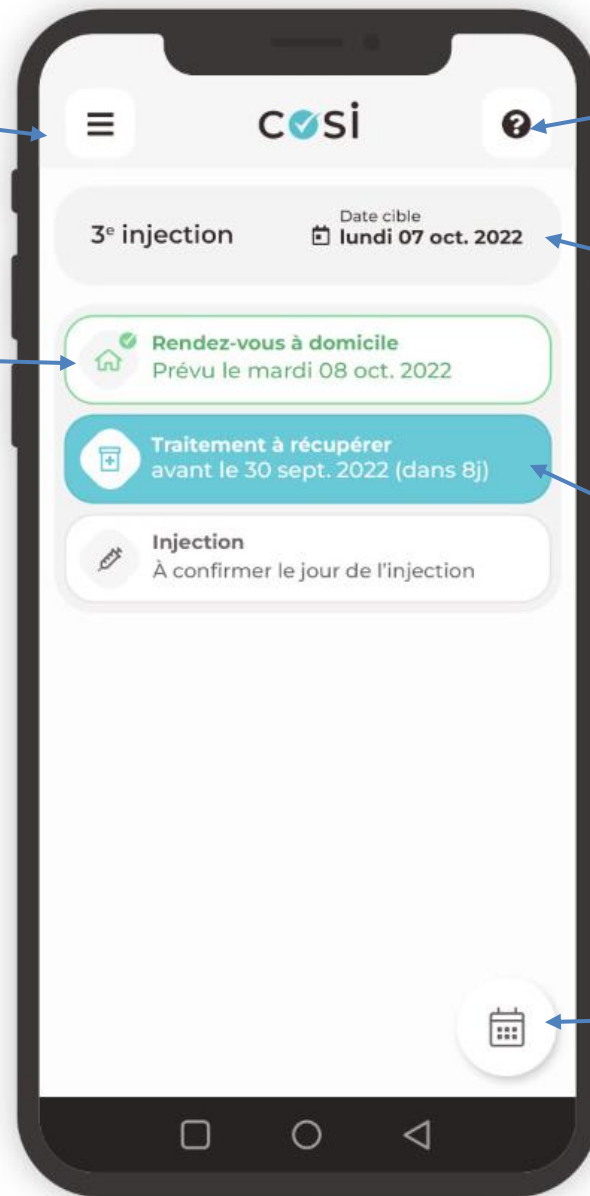 cosi
3e injection
Date cible
lundi 07 oct. 2022
Rendez-vous à domicile
Prévu le mardi 08 oct. 2022
Traitement à récupérer
avant le 30 sept. 2022 (dans 8j)
Injection
À confirmer le jour de l'injection